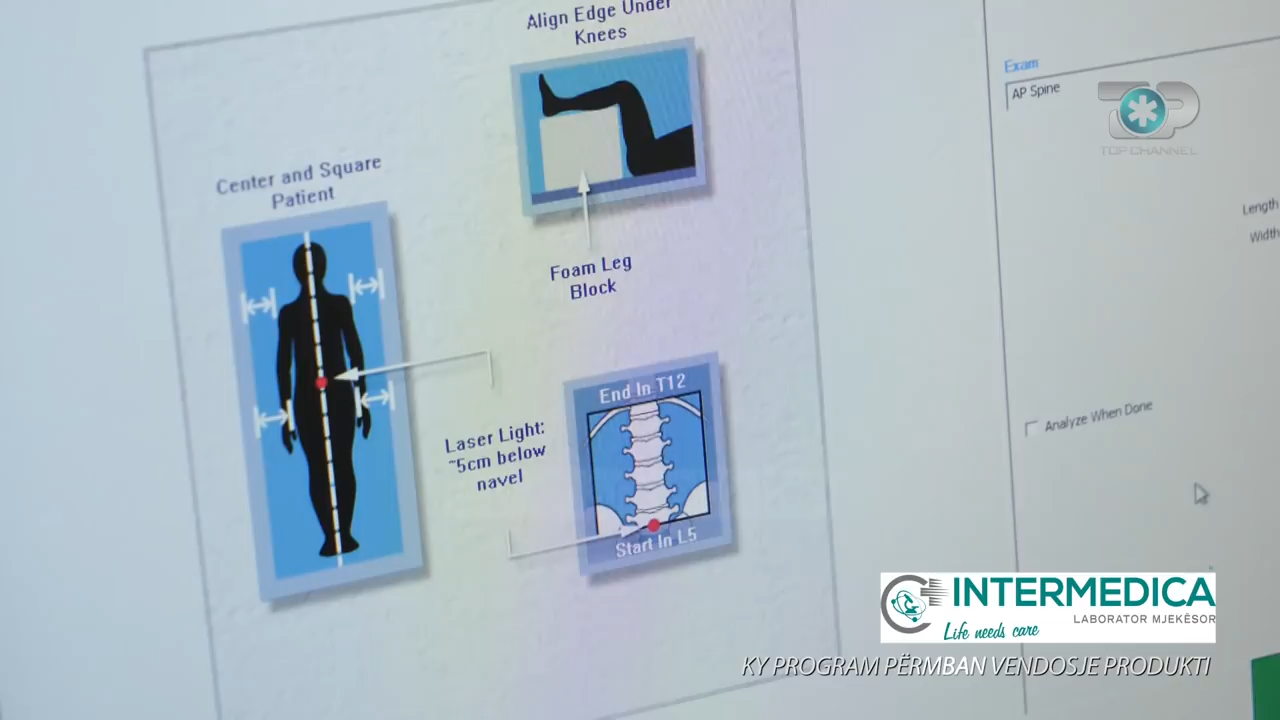 Align Edge Under
Knees
Exam
AP Spine
TOP CHANNEL
Center and Square
Patient
Length
Width
Foam Leg
Block
End In T12
Analyze When Done
Laser Light:
~5cm below
navel
Start In L5
INTERMEDICA
LABORATOR MJEKËSOR
Life needs care
KY PROGRAM PËRMBAN VENDOSJE PRODUKTI